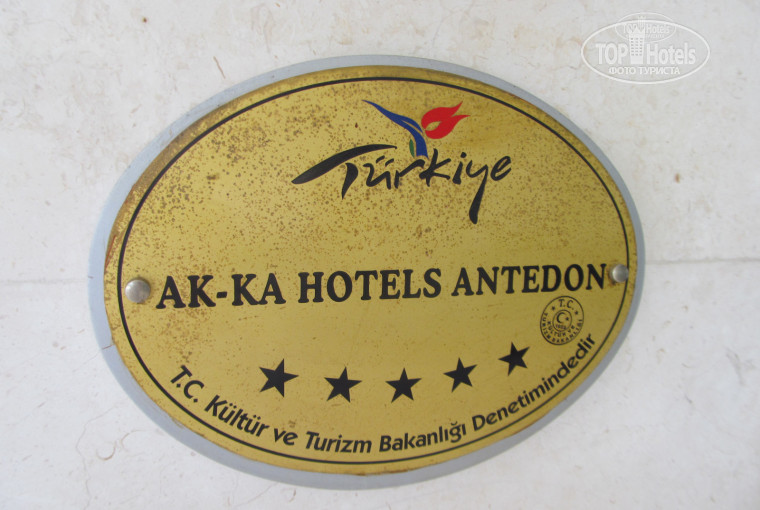 TOP Hotels
ФОТО ТУРИСТА
Türkiye
AK-KA HOTELS ANTEDON
T.C.
T.C. Kültür ve Turizm Bakanlığı Denetimindedir